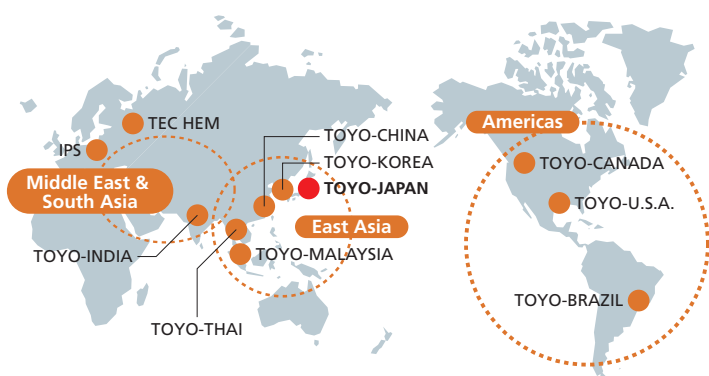 TEC HEM
IPS
Middle East &
South Asia
TOYO-INDIA
TOYO-THAI
TOYO-CHINA
TOYO-KOREA
TOYO-JAPAN
East Asia
TOYO-MALAYSIA
Americas
TOYO-CANADA
TOYO-U.S.A.
TOYO-BRAZIL